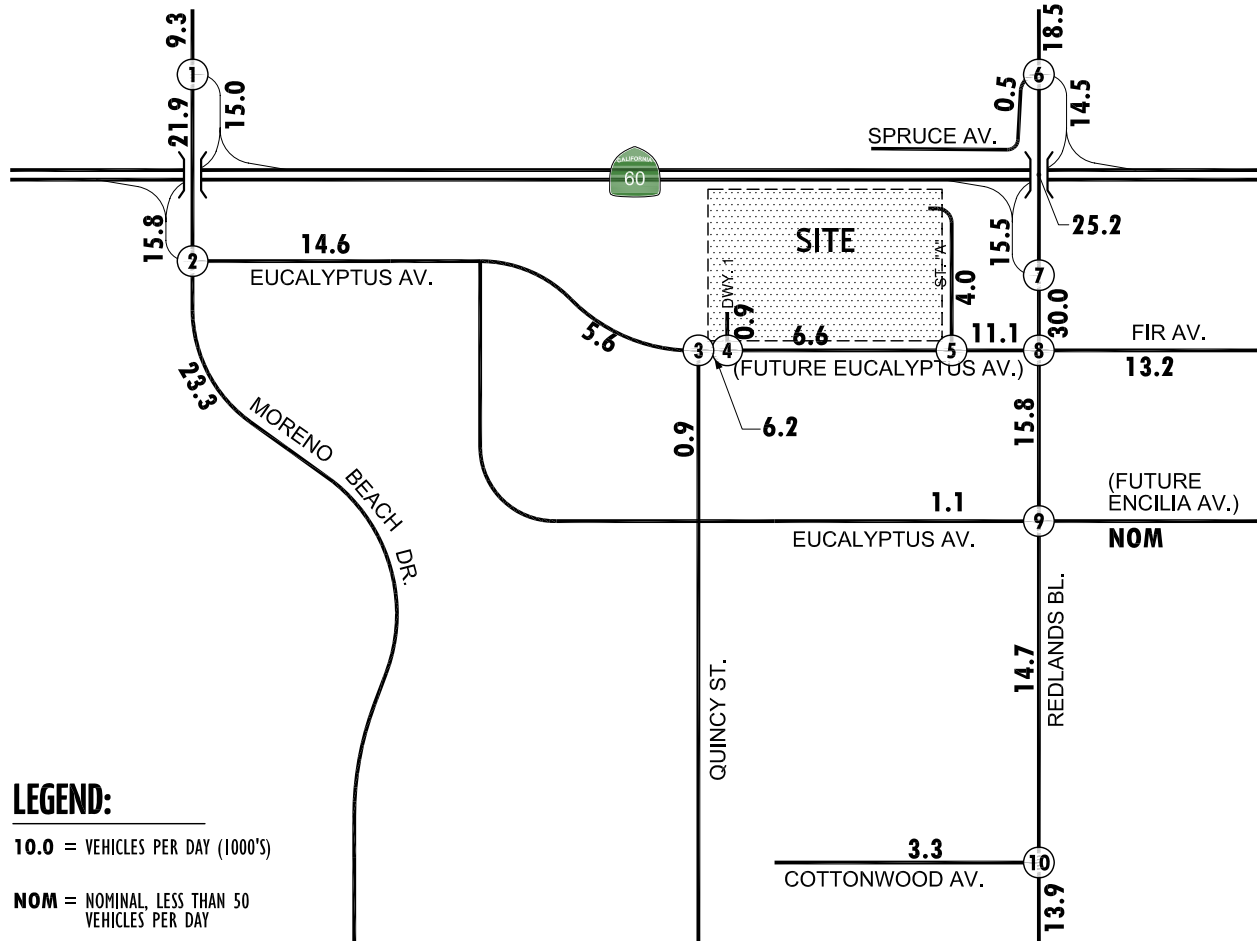 9.3
18.5
1
6
15.0
21.9
0.5
14.5
SPRUCE AV.
CALIFORNIA
60
15.8
SITE
15.5
25.2
2
14.6
EUCALYPTUS AV.
ST. "A"
4.0
7
DWY. 1
0.9
30.0
5.6
6.6
11.1
FIR AV.
3
4
5
8
(FUTURE EUCALYPTUS AV.)
13.2
23.3
6.2
0.9
15.8
MORENO BEACH DR.
(FUTURE
ENCILIA AV.)
1.1
9
EUCALYPTUS AV.
NOM
14.7
REDLANDS BL.
QUINCY ST.
LEGEND:
10.0 = VEHICLES PER DAY (1000'S)
NOM = NOMINAL, LESS THAN 50
VEHICLES PER DAY
3.3
10
COTTONWOOD AV.
13.9